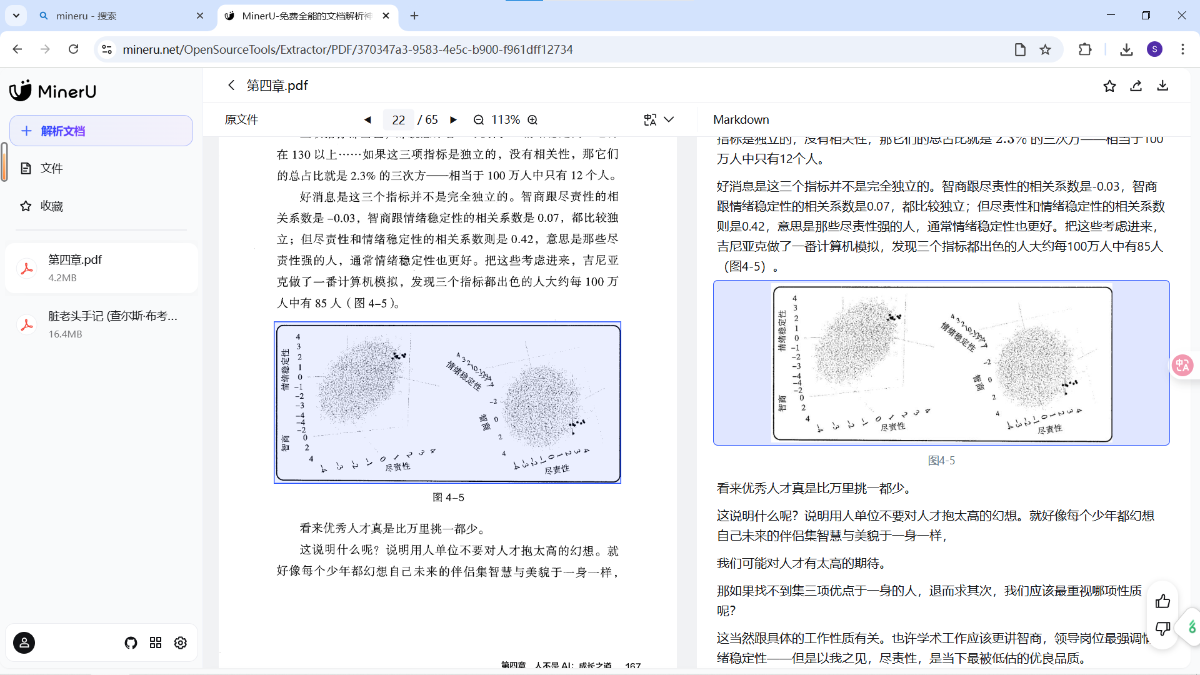 mineru - 搜索
MinerU-免费全能的文档解析神
mineru.net/OpenSourceTools/Extractor/PDF/370347a3-9583-4e5c-b900-f961dff12734
S
MinerU
解析文档
文件
收藏
第四章.pdf
4.2MB
脏老头手记 (查尔斯·布考...
16.4MB
第四章.pdf
原文件
22 / 65
113%
在 130 以上……如果这三项指标是独立的，没有相关性，那它们
的总占比就是 2.3% 的三次方——相当于 100 万人中只有 12 个人。
好消息是这三个指标并不是完全独立的。智商跟尽责性的相
关系数是 -0.03，智商跟情绪稳定性的相关系数是 0.07，都比较独
立；但尽责性和情绪稳定性的相关系数则是 0.42，意思是那些尽
责性强的人，通常情绪稳定性也更好。把这些考虑进来，吉尼亚
克做了一番计算机模拟，发现三个指标都出色的人大约每 100 万
人中有 85 人（图 4-5）。
情绪稳定性
智商
尽责性
情绪稳定性
智商
尽责性
图 4-5
看来优秀人才真是比万里挑一都少。
这说明什么呢？说明用人单位不要对人才抱太高的幻想。就
好像每个少年都幻想自己未来的伴侣集智慧与美貌于一身一样，
第四章 人不是 AI：成长之道 167
Markdown
指标是独立的，没有相关性，那它们的总占比就是 2.3% 的三次方——相当于100
万人中只有12个人。
好消息是这三个指标并不是完全独立的。智商跟尽责性的相关系数是-0.03，智商
跟情绪稳定性的相关系数是0.07，都比较独立；但尽责性和情绪稳定性的相关系数
则是0.42，意思是那些尽责性强的人，通常情绪稳定性也更好。把这些考虑进来，
吉尼亚克做了一番计算机模拟，发现三个指标都出色的人大约每100万人中有85人
（图4-5）。
情绪稳定性
智商
尽责性
情绪稳定性
智商
尽责性
图4-5
看来优秀人才真是比万里挑一都少。
这说明什么呢？说明用人单位不要对人才抱太高的幻想。就好像每个少年都幻想
自己未来的伴侣集智慧与美貌于一身一样，
我们可能对人才有太高的期待。
那如果找不到集三项优点于一身的人，退而求其次，我们应该最重视哪项性质
呢？
这当然跟具体的工作性质有关。也许学术工作应该更讲智商，领导岗位最强调情
绪稳定性——但是以我之见，尽责性，是当下最被低估的优良品质。